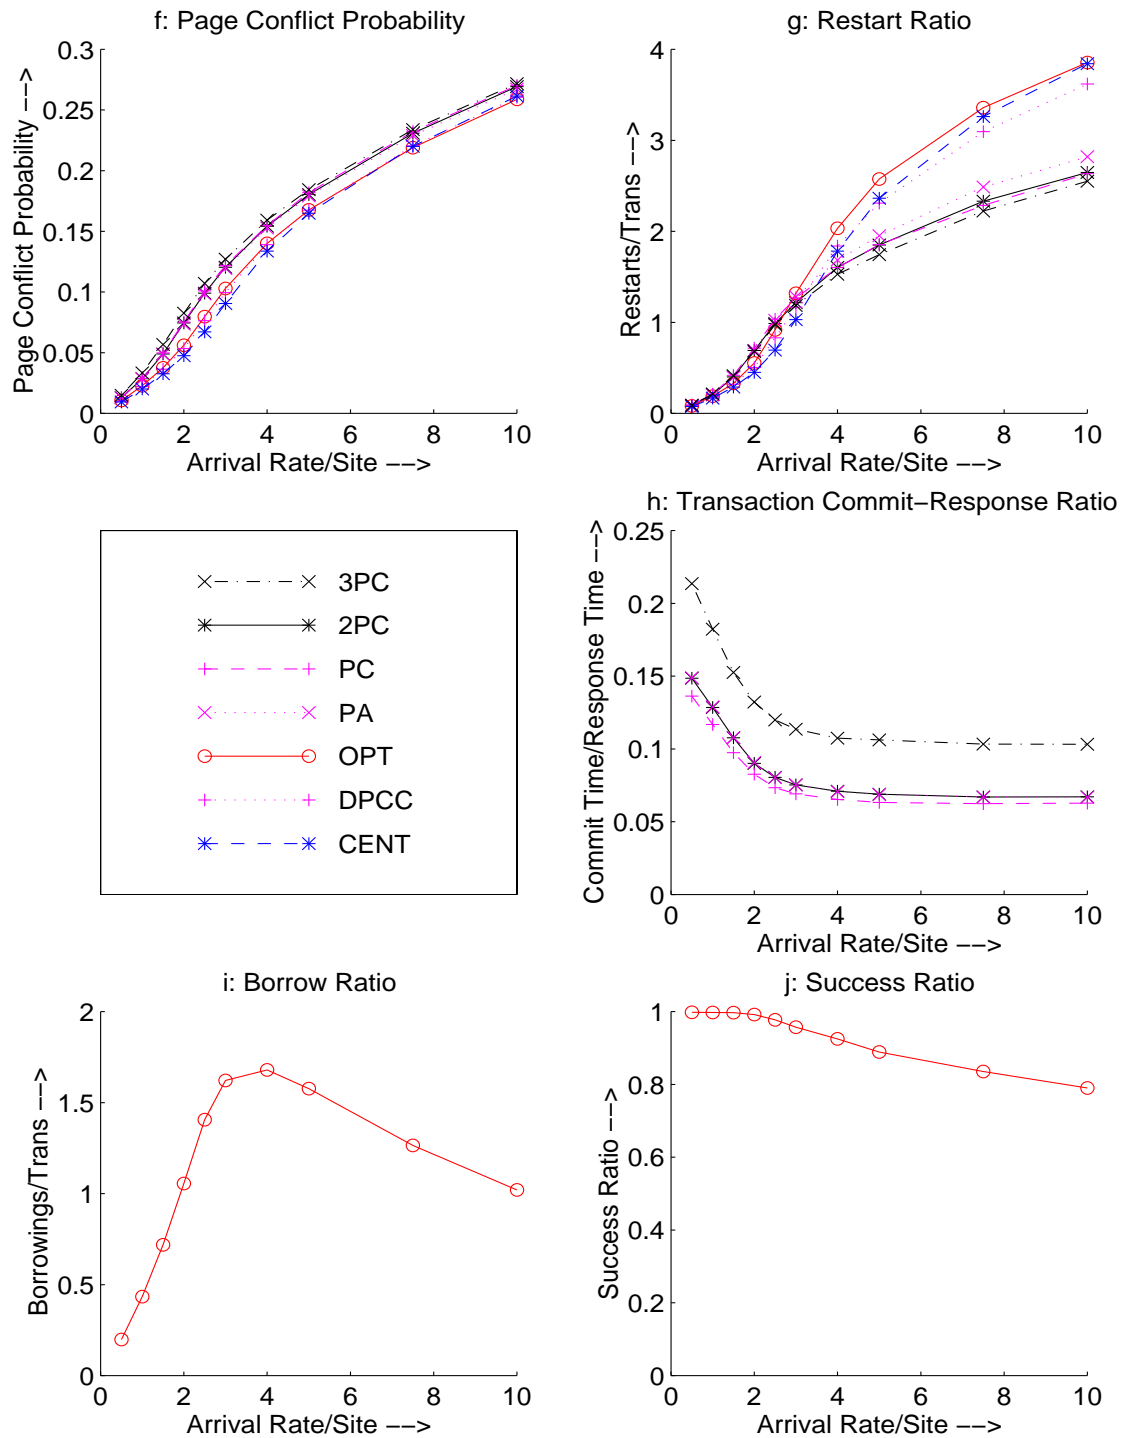 f: Page Conflict Probability
Page Conflict Probability −−>
0.3
0.25
0.2
0.15
0.1
0.05
0
0 2 4 6 8 10
Arrival Rate/Site −−>
g: Restart Ratio
Restarts/Trans −−>
4
3
2
1
0
0 2 4 6 8 10
Arrival Rate/Site −−>
3PC
2PC
PC
PA
OPT
DPCC
CENT
h: Transaction Commit−Response Ratio
Commit Time/Response Time −−>
0.25
0.2
0.15
0.1
0.05
0
0 2 4 6 8 10
Arrival Rate/Site −−>
i: Borrow Ratio
Borrowings/Trans −−>
2
1.5
1
0.5
0
0 2 4 6 8 10
Arrival Rate/Site −−>
j: Success Ratio
Success Ratio −−>
1
0.8
0.6
0.4
0.2
0
0 2 4 6 8 10
Arrival Rate/Site −−>